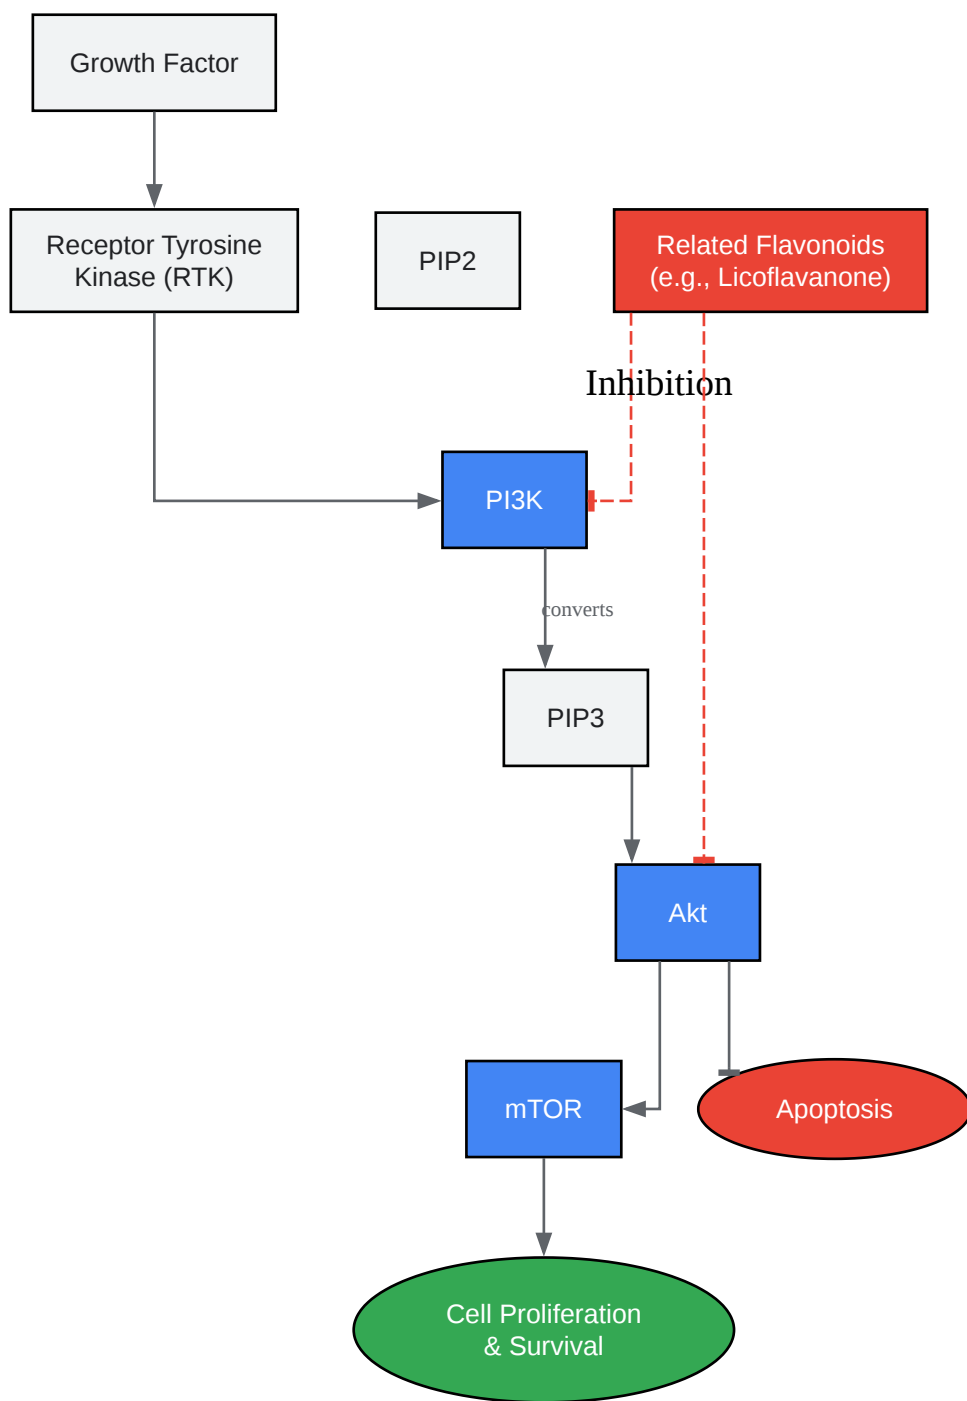 Growth Factor
Receptor Tyrosine
Kinase (RTK)
PIP2
Related Flavonoids
(e.g., Licoflavanone)
Inhibition
PI3K
converts
PIP3
Akt
mTOR
Apoptosis
Cell Proliferation
& Survival